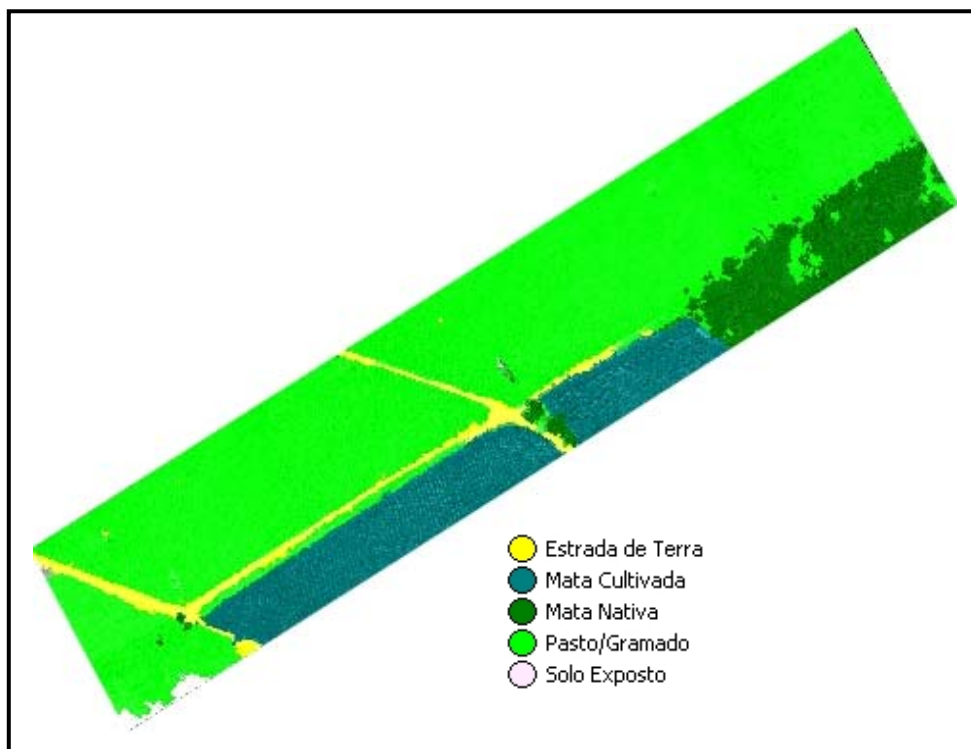 Estrada de Terra
Mata Cultivada
Mata Nativa
Pasto/Gramado
Solo Exposto